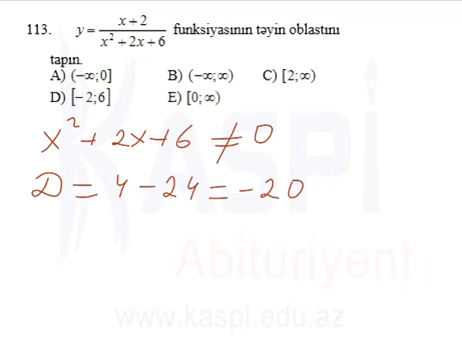 113. y = (x+2)/(x²+2x+6) funksiyasının təyin oblastını
tapın.
A) (−∞;0] B) (−∞;∞) C) [2;∞)
D) [−2;6] E) [0;∞)
x² + 2x + 6 ≠ 0
D = 4 − 24 = −20
KASPİ
Abituriyent
www.kaspi.edu.az